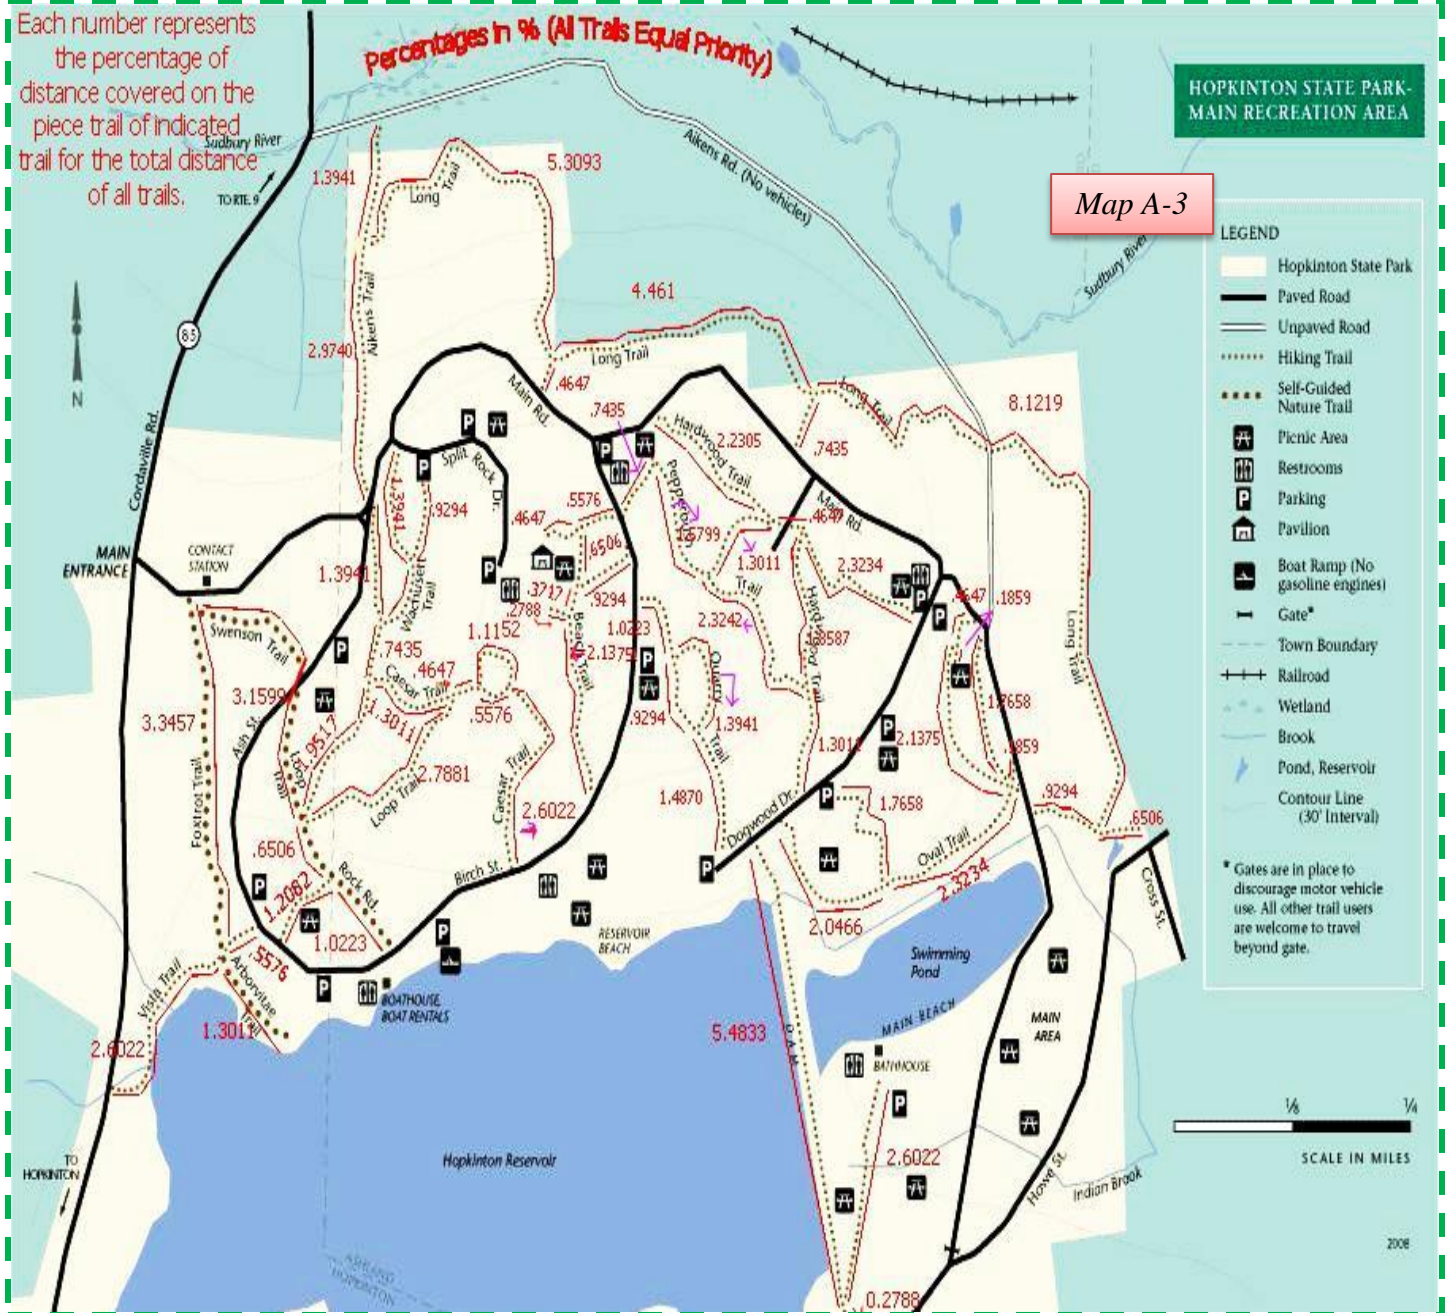 Each number represents
the percentage of
distance covered on the
piece trail of indicated
trail for the total distance
of all trails.
Percentages in % (All Trails Equal Priority)
HOPKINTON STATE PARK-
MAIN RECREATION AREA
Map A-3
Sudbury River
TO RTE. 9
1.3941
Long Trail
5.3093
Aikens Rd. (No vehicles)
Sudbury River
LEGEND
Hopkinton State Park
Paved Road
Unpaved Road
Hiking Trail
Self-Guided
Nature Trail
Picnic Area
Restrooms
P
Parking
Pavilion
Boat Ramp (No
gasoline engines)
Gate*
Town Boundary
Railroad
Wetland
Brook
Pond, Reservoir
Contour Line
(30' Interval)
* Gates are in place to
discourage motor vehicle
use. All other trail users
are welcome to travel
beyond gate.
85
N
Aikens Trail
2.9740
4.461
Long Trail
.4647
Main Rd.
.7435
Hardwood Trail
2.2305
Long Trail
.7435
8.1219
Cordaville Rd.
Split Rock Dr.
1.3941
.9294
.4647
.5576
.6506
1.3011
.4647
Main Rd.
2.3234
MAIN
ENTRANCE
CONTACT
STATION
1.3941
Wachusett Trail
.3717
.2788
.9294
Trail
2.3242
Hardwood Trail
.4647
.1859
Swenson Trail
.7435
1.1152
1.0223
Beach Trail
2.1375
Long Trail
3.1599
4647
Caesar Trail
1.3011
.5576
.9294
Quarry Trail
1.3941
3.3457
Ash St.
Loop Trail
1.3011
2.1375
1.7658
2.7881
Loop Trail
Caesar Trail
2.6022
1.4870
1.7658
.9294
.6506
Foxtrot Trail
Dogwood Dr.
Oval Trail
2.3234
.6506
1.2082
Rock Rd.
Birch St.
Cross St.
1.0223
.5576
RESERVOIR
BEACH
2.0466
Swimming
Pond
Vista Trail
Arborvitae Trail
BOATHOUSE
BOAT RENTALS
MAIN BEACH
MAIN
AREA
2.6022
1.3011
5.4833
DAM
BATHHOUSE
⅛
¼
SCALE IN MILES
TO
HOPKINTON
Hopkinton Reservoir
2.6022
Howe St.
Indian Brook
2008
ASHLAND
HOPKINTON
0.2788